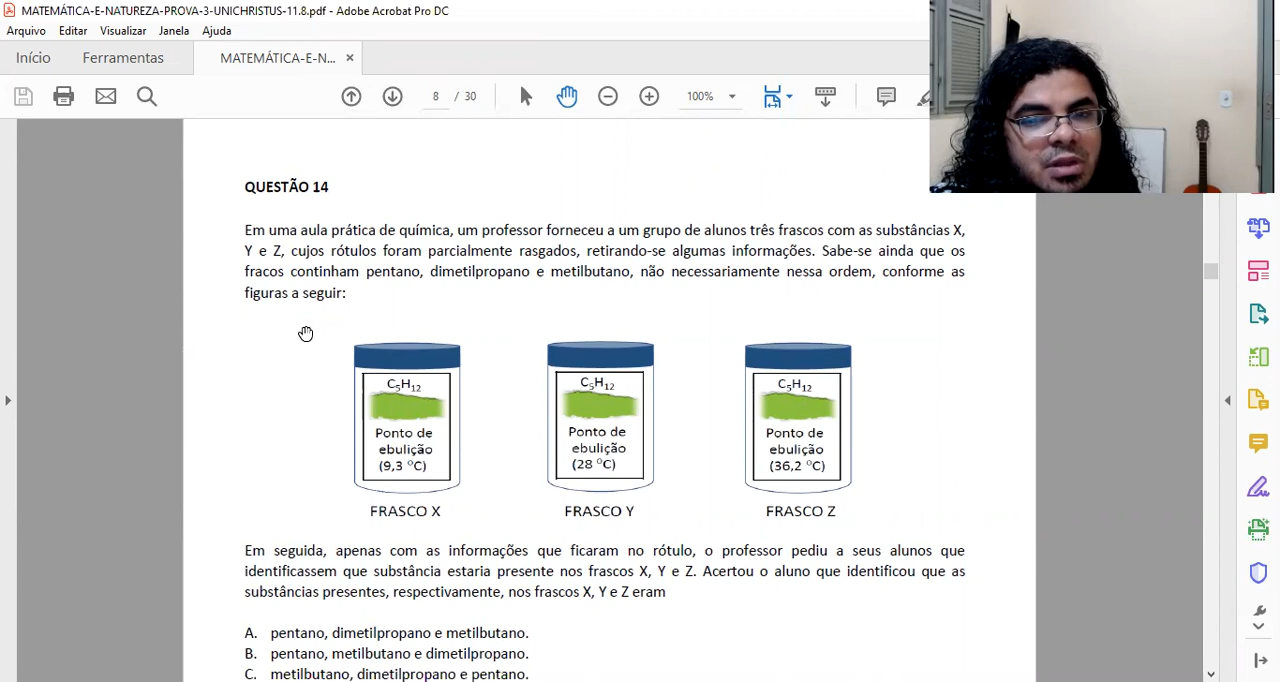 MATEMÁTICA-E-NATUREZA-PROVA-3-UNICHRISTUS-11.8.pdf - Adobe Acrobat Pro DC
Arquivo Editar Visualizar Janela Ajuda
Início Ferramentas MATEMÁTICA-E-N... ×
8 / 30 100%
QUESTÃO 14
Em uma aula prática de química, um professor forneceu a um grupo de alunos três frascos com as substâncias X,
Y e Z, cujos rótulos foram parcialmente rasgados, retirando-se algumas informações. Sabe-se ainda que os
fracos continham pentano, dimetilpropano e metilbutano, não necessariamente nessa ordem, conforme as
figuras a seguir:
C₅H₁₂
Ponto de
ebulição
(9,3 °C)
FRASCO X
C₅H₁₂
Ponto de
ebulição
(28 °C)
FRASCO Y
C₅H₁₂
Ponto de
ebulição
(36,2 °C)
FRASCO Z
Em seguida, apenas com as informações que ficaram no rótulo, o professor pediu a seus alunos que
identificassem que substância estaria presente nos frascos X, Y e Z. Acertou o aluno que identificou que as
substâncias presentes, respectivamente, nos frascos X, Y e Z eram
A. pentano, dimetilpropano e metilbutano.
B. pentano, metilbutano e dimetilpropano.
C. metilbutano, dimetilpropano e pentano.